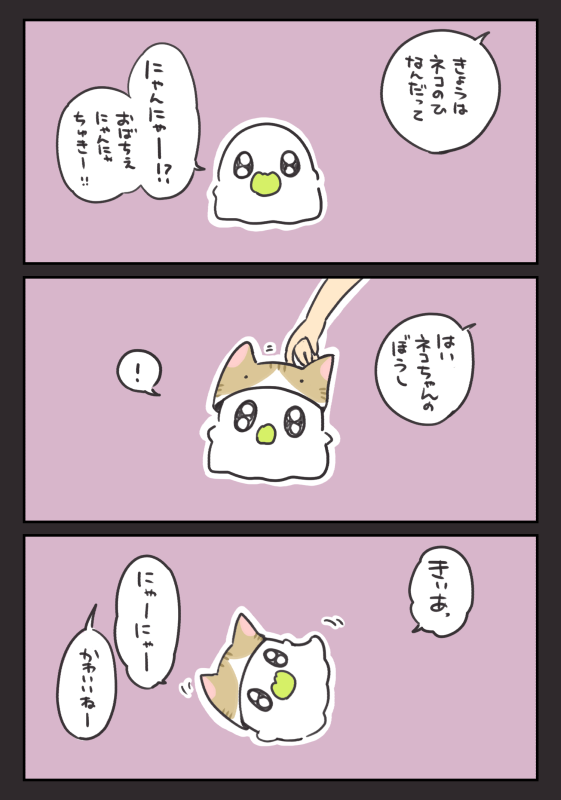 きょうは
ネコのひ
なんだって
にゃんにゃー!?
おばちぇ
にゃんにゃ
ちゅきー!!
はい
ネコちゃんの
ぼうし
!
きぃあっ
にゃーにゃー
かわいいねー